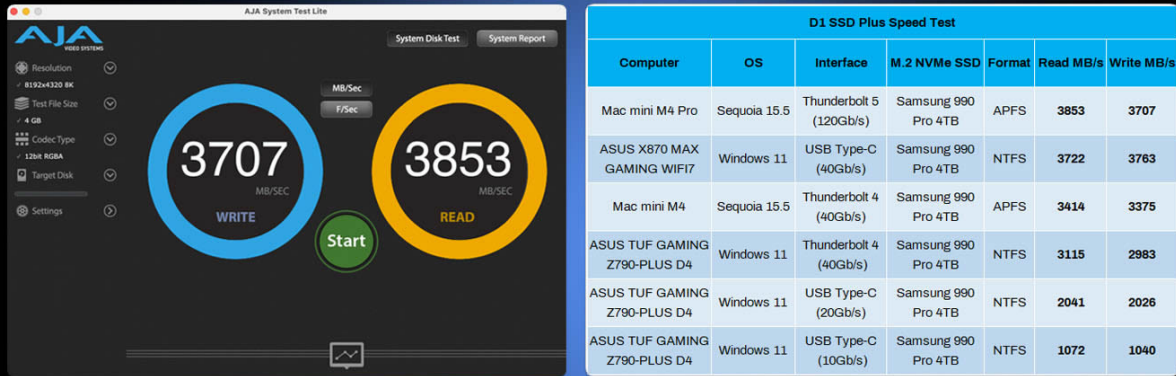 AJA System Test Lite
AJA
VIDEO SYSTEMS
System Disk Test
System Report
Resolution
✓ 8192x4320 8K
Test File Size
✓ 4 GB
Codec Type
✓ 12bit RGBA
Target Disk
Settings
MB/Sec
F/Sec
3707
MB/SEC
WRITE
3853
MB/SEC
READ
Start
D1 SSD Plus Speed Test
Computer OS Interface M.2 NVMe SSD Format Read MB/s Write MB/s
Mac mini M4 Pro Sequoia 15.5 Thunderbolt 5 (120Gb/s) Samsung 990 Pro 4TB APFS 3853 3707
ASUS X870 MAX GAMING WIFI7 Windows 11 USB Type-C (40Gb/s) Samsung 990 Pro 4TB NTFS 3722 3763
Mac mini M4 Sequoia 15.5 Thunderbolt 4 (40Gb/s) Samsung 990 Pro 4TB APFS 3414 3375
ASUS TUF GAMING Z790-PLUS D4 Windows 11 Thunderbolt 4 (40Gb/s) Samsung 990 Pro 4TB NTFS 3115 2983
ASUS TUF GAMING Z790-PLUS D4 Windows 11 USB Type-C (20Gb/s) Samsung 990 Pro 4TB NTFS 2041 2026
ASUS TUF GAMING Z790-PLUS D4 Windows 11 USB Type-C (10Gb/s) Samsung 990 Pro 4TB NTFS 1072 1040